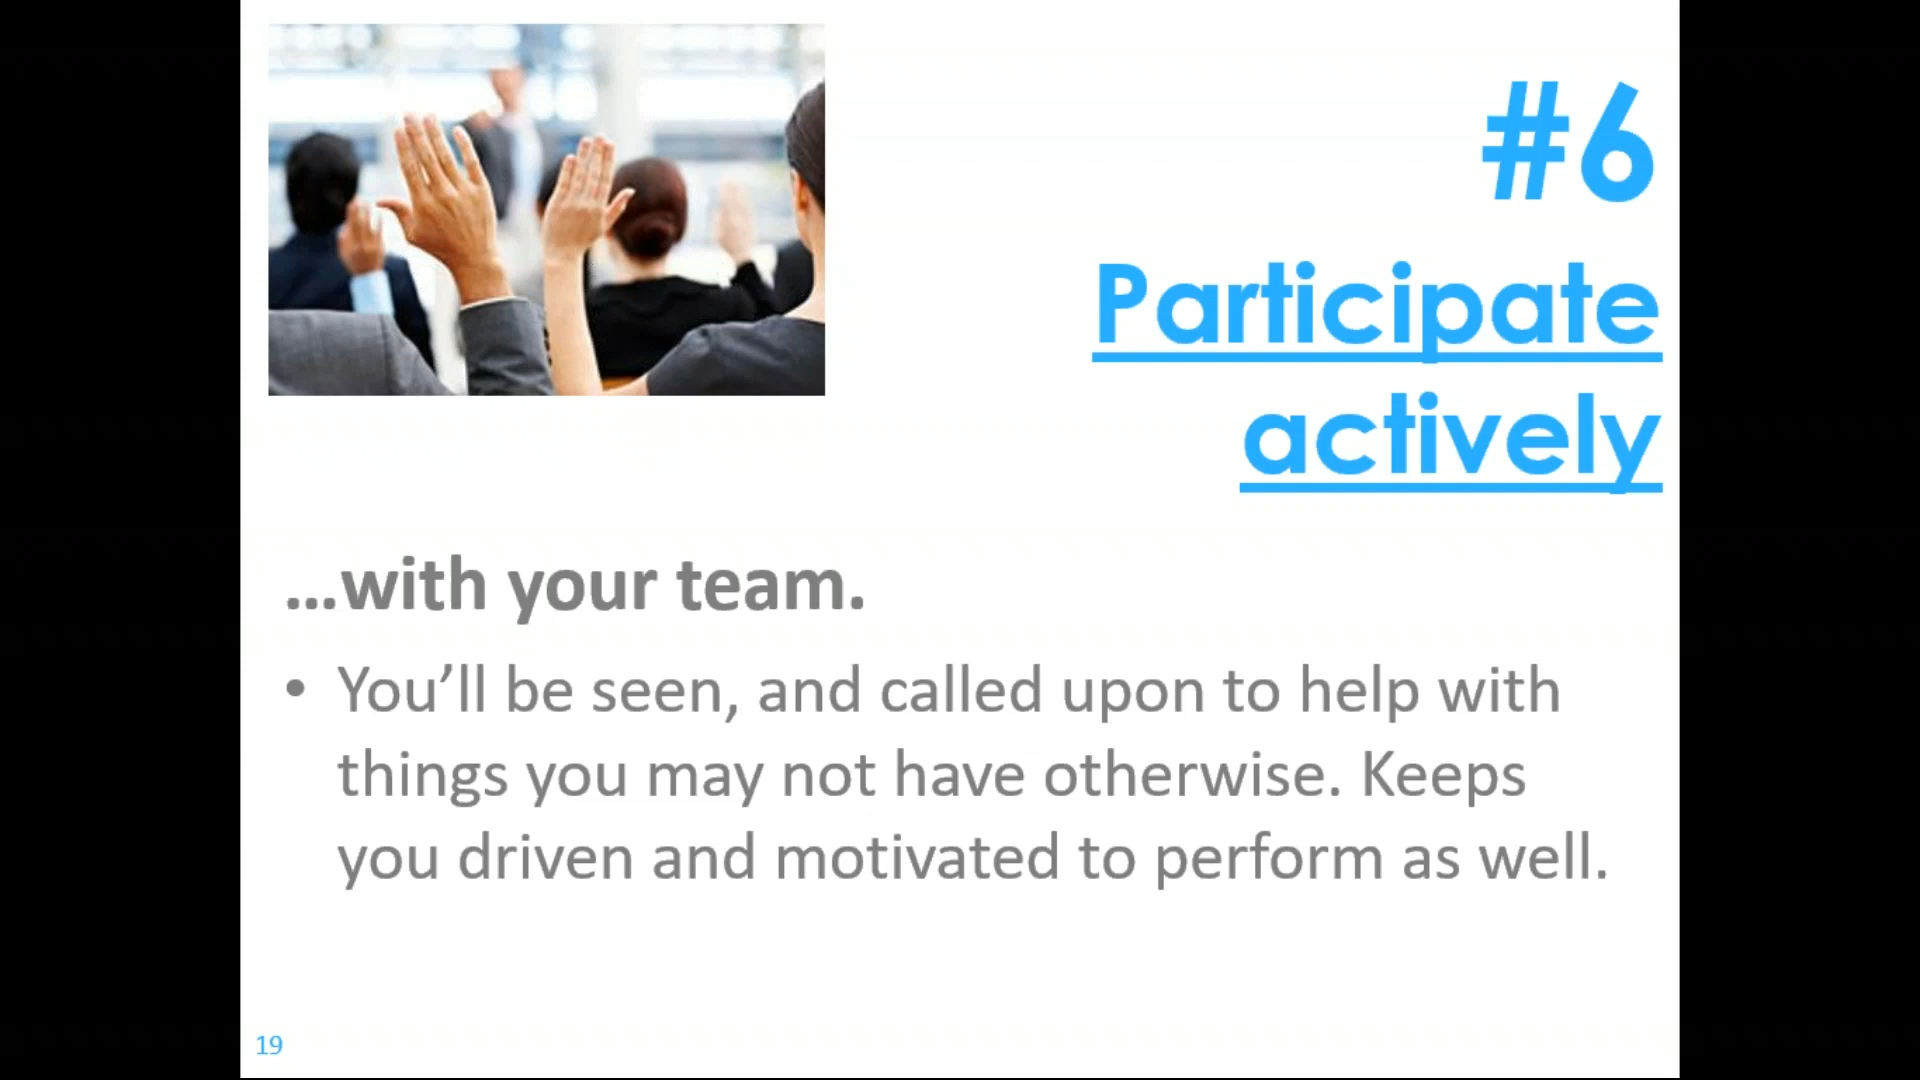 #6
Participate
actively
...with your team.
• You’ll be seen, and called upon to help with
things you may not have otherwise. Keeps
you driven and motivated to perform as well.
19